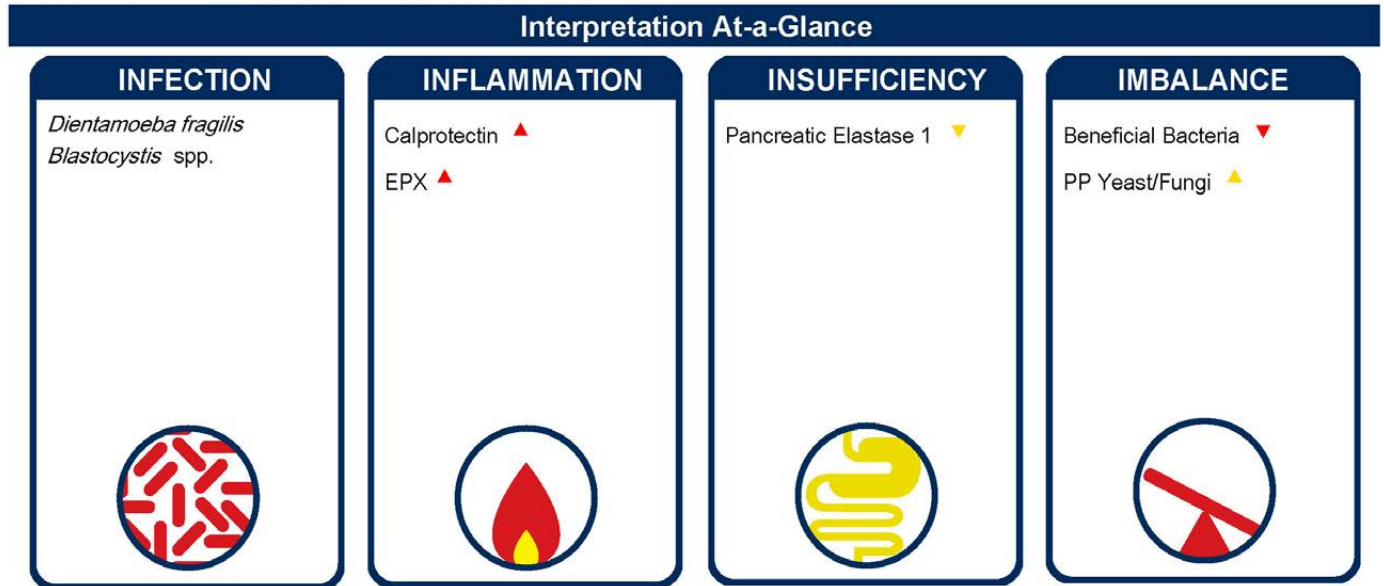 Interpretation At-a-Glance
INFECTION
Dientamoeba fragilis
Blastocystis spp.
INFLAMMATION
Calprotectin ▲
EPX ▲
INSUFFICIENCY
Pancreatic Elastase 1 ▼
IMBALANCE
Beneficial Bacteria ▼
PP Yeast/Fungi ▲